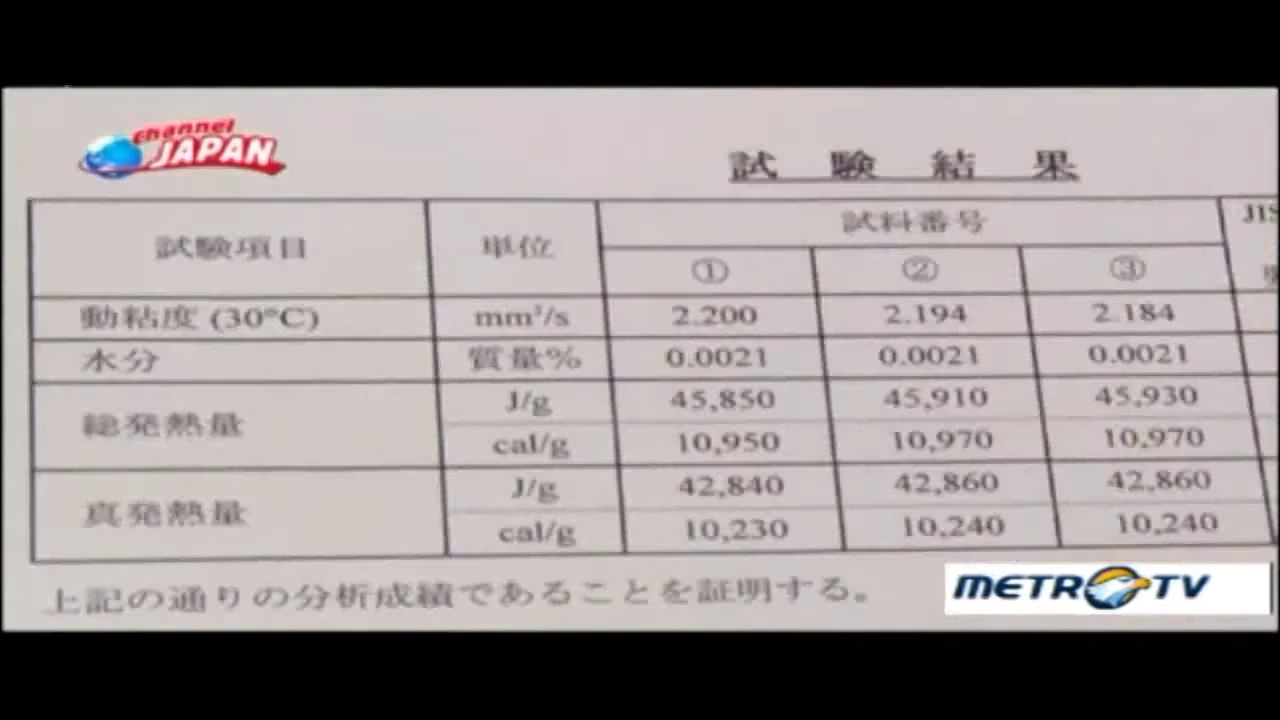 channel
JAPAN
試験結果
試験項目 単位 試料番号 JIS
① ② ③
動粘度 (30°C) mm²/s 2.200 2.194 2.184
水分 質量% 0.0021 0.0021 0.0021
総発熱量 J/g 45,850 45,910 45,930
cal/g 10,950 10,970 10,970
真発熱量 J/g 42,840 42,860 42,860
cal/g 10,230 10,240 10,240
上記の通りの分析成績であることを証明する。
METRO TV